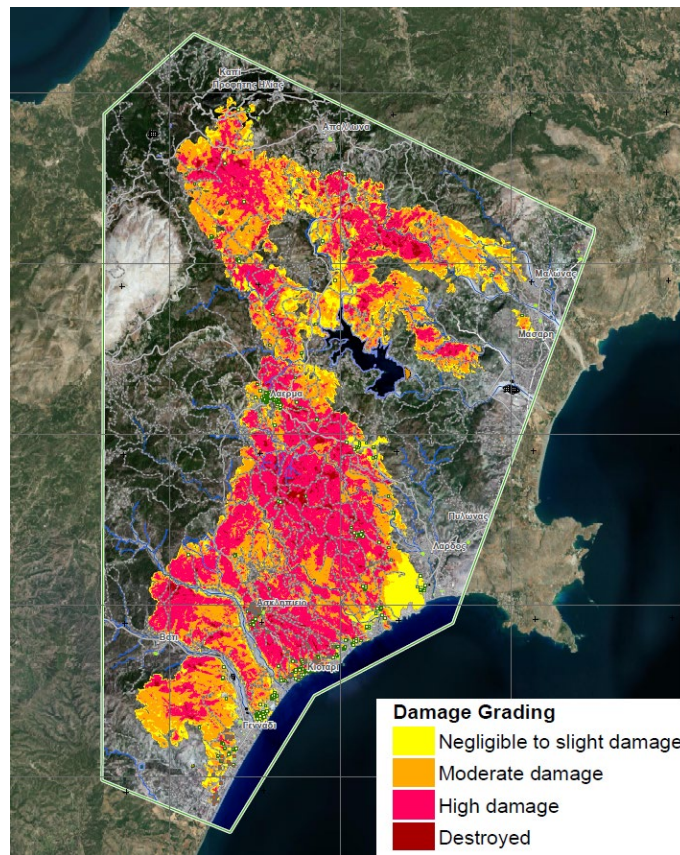 Καπί
Προφήτης Ηλίας
Απόλλωνα
Μαλώνας
Μάσαρη
Λάερμα
Πυλώνας
Λάρδος
Ασκληπιείο
Βάτι
Κιοτάρι
Γεννάδι
Damage Grading
Negligible to slight damage
Moderate damage
High damage
Destroyed